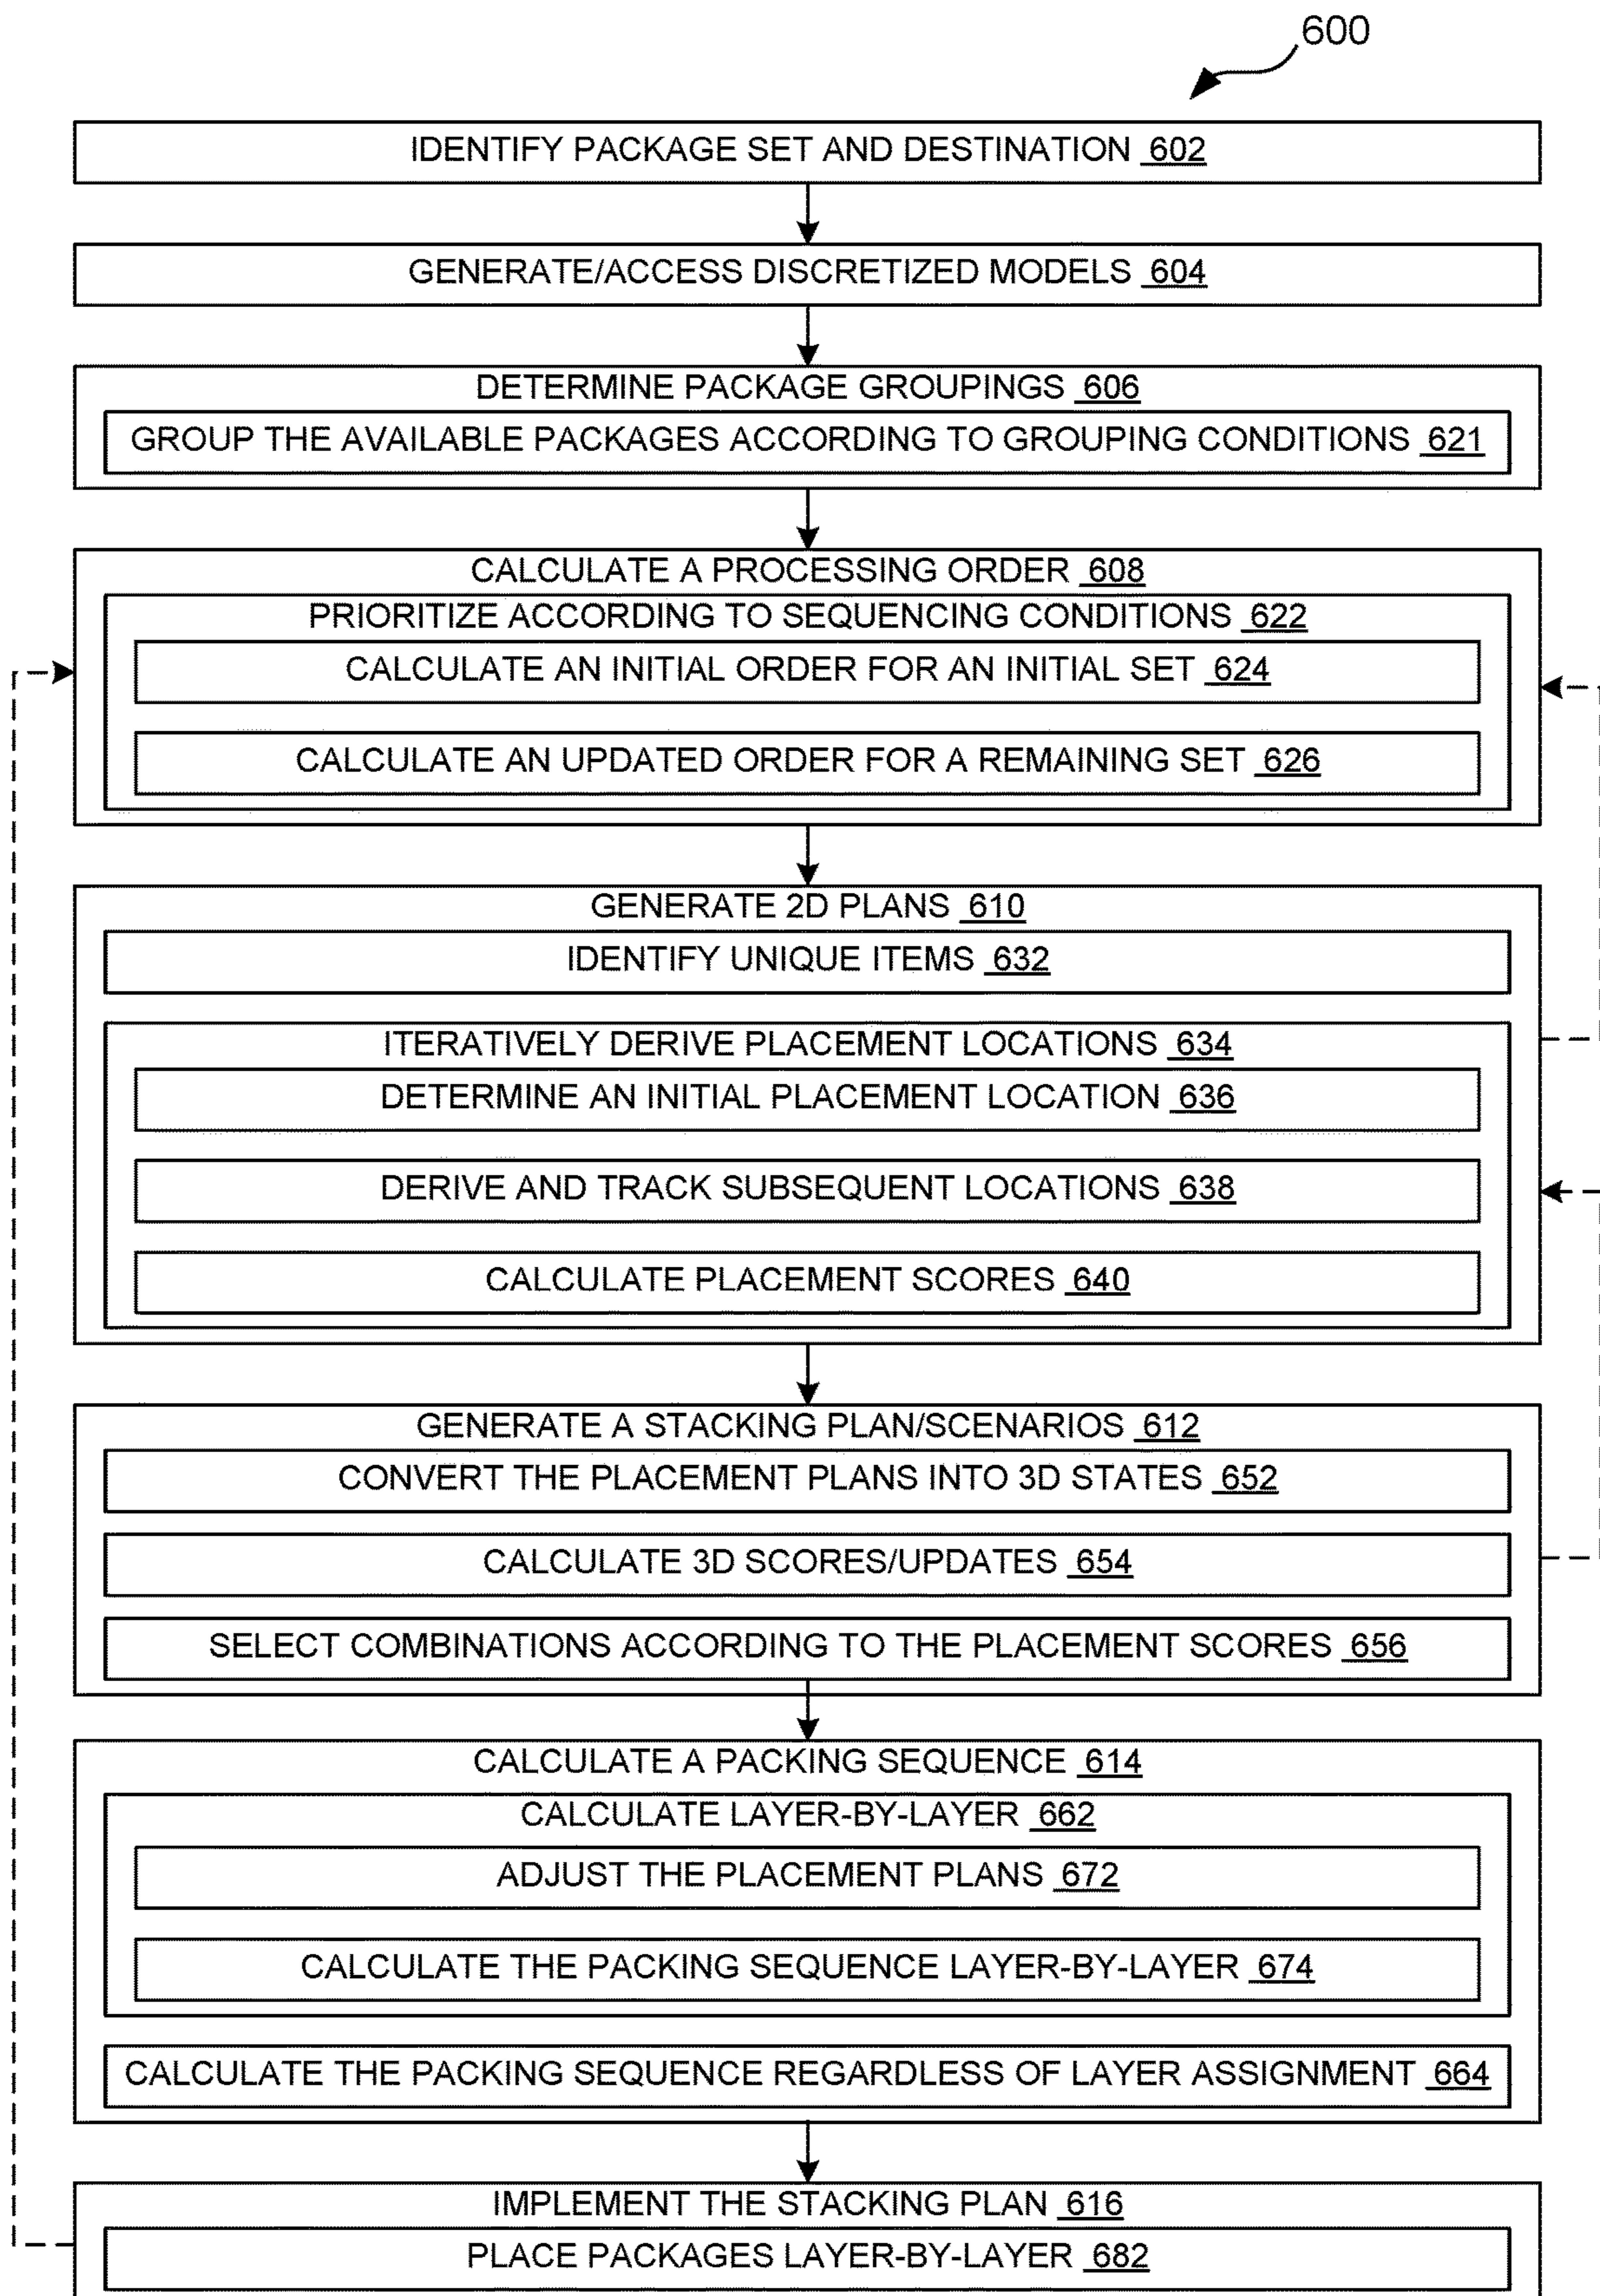 600
IDENTIFY PACKAGE SET AND DESTINATION 602
GENERATE/ACCESS DISCRETIZED MODELS 604
DETERMINE PACKAGE GROUPINGS 606
GROUP THE AVAILABLE PACKAGES ACCORDING TO GROUPING CONDITIONS 621
CALCULATE A PROCESSING ORDER 608
PRIORITIZE ACCORDING TO SEQUENCING CONDITIONS 622
CALCULATE AN INITIAL ORDER FOR AN INITIAL SET 624
CALCULATE AN UPDATED ORDER FOR A REMAINING SET 626
GENERATE 2D PLANS 610
IDENTIFY UNIQUE ITEMS 632
ITERATIVELY DERIVE PLACEMENT LOCATIONS 634
DETERMINE AN INITIAL PLACEMENT LOCATION 636
DERIVE AND TRACK SUBSEQUENT LOCATIONS 638
CALCULATE PLACEMENT SCORES 640
GENERATE A STACKING PLAN/SCENARIOS 612
CONVERT THE PLACEMENT PLANS INTO 3D STATES 652
CALCULATE 3D SCORES/UPDATES 654
SELECT COMBINATIONS ACCORDING TO THE PLACEMENT SCORES 656
CALCULATE A PACKING SEQUENCE 614
CALCULATE LAYER-BY-LAYER 662
ADJUST THE PLACEMENT PLANS 672
CALCULATE THE PACKING SEQUENCE LAYER-BY-LAYER 674
CALCULATE THE PACKING SEQUENCE REGARDLESS OF LAYER ASSIGNMENT 664
IMPLEMENT THE STACKING PLAN 616
PLACE PACKAGES LAYER-BY-LAYER 682